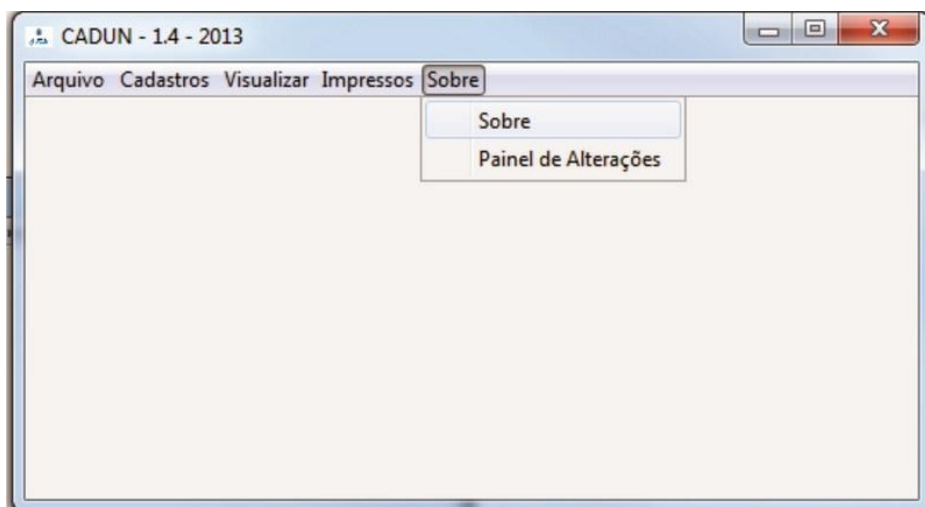 CADUN - 1.4 - 2013
Arquivo Cadastros Visualizar Impressos Sobre
Sobre
Painel de Alterações